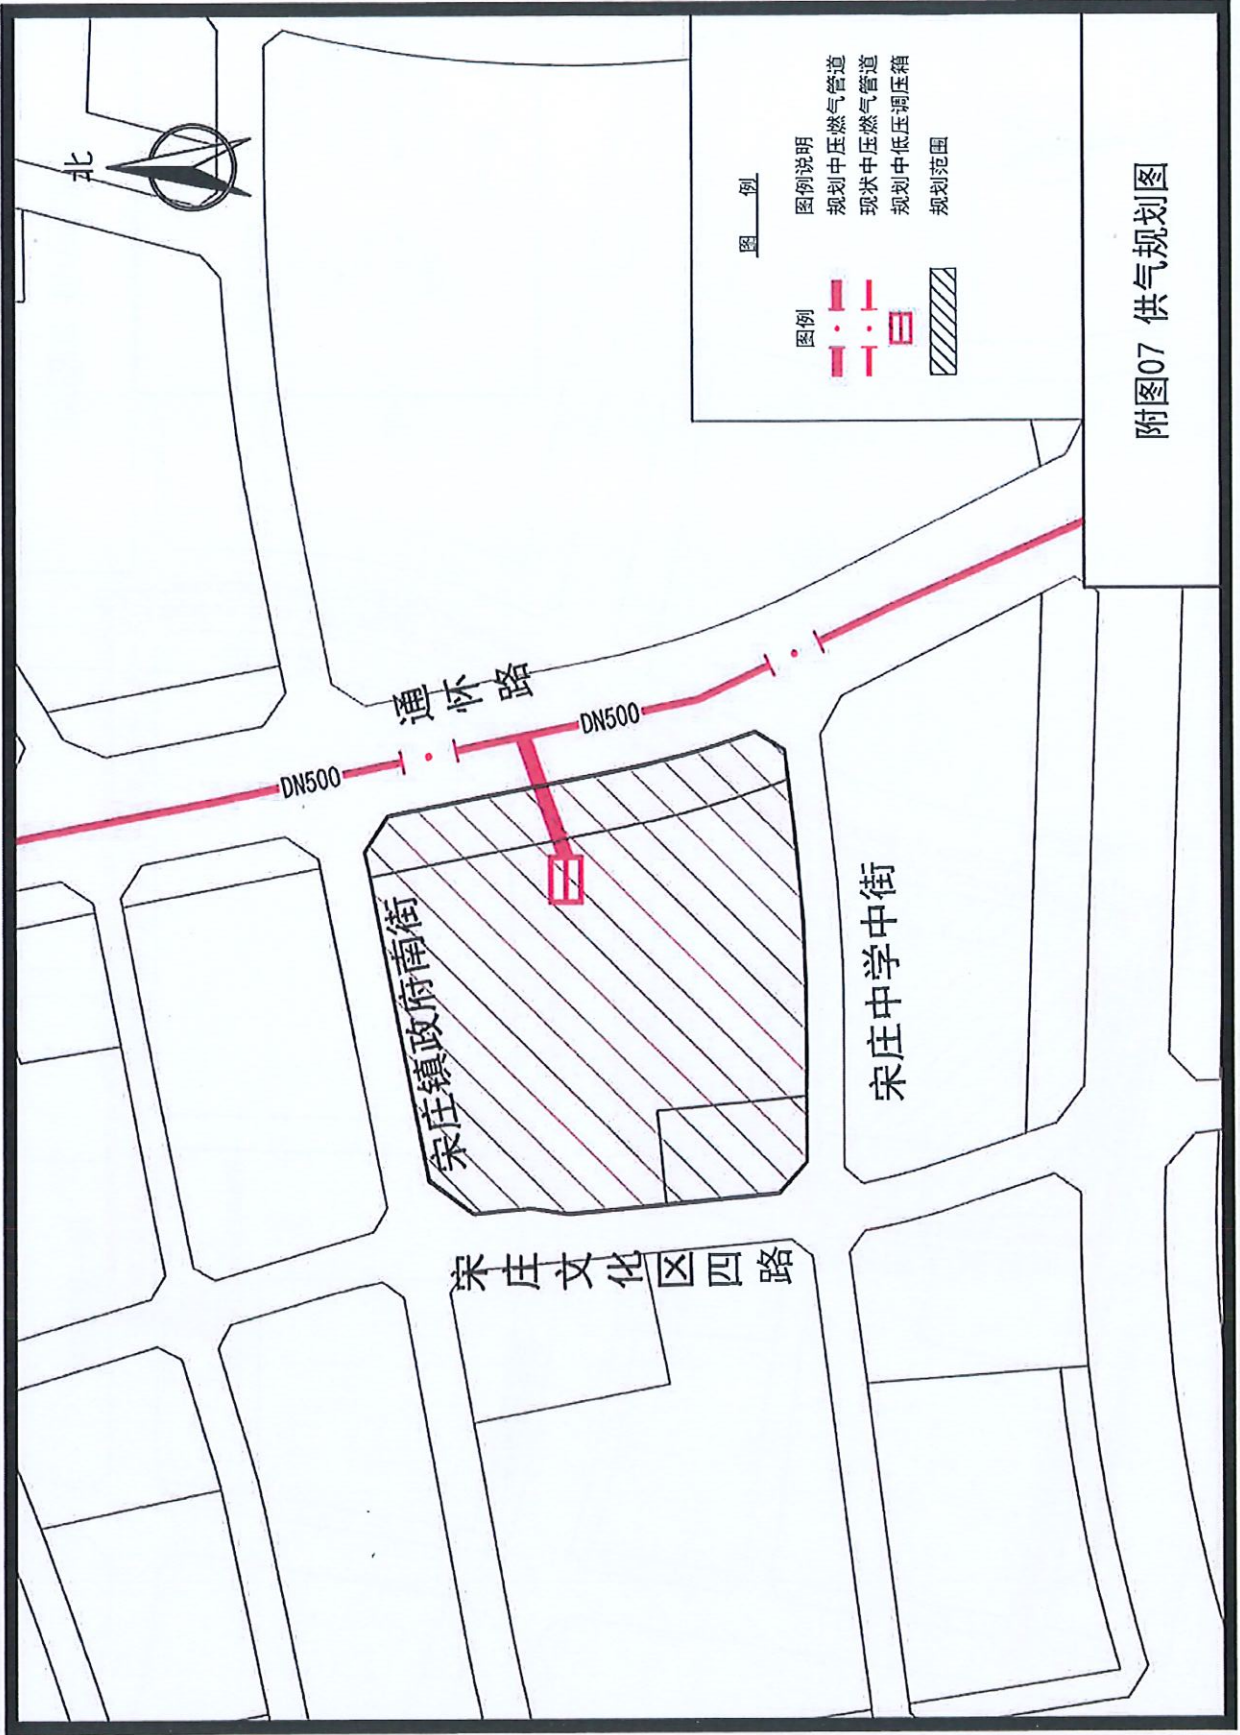 北
图 例
图例 图例说明
规划中压燃气管道
现状中压燃气管道
规划中低压调压箱
规划范围
通怀路
DN500
DN500
宋庄镇政府南街
宋庄中学中街
宋庄文化区四路
附图07 供气规划图